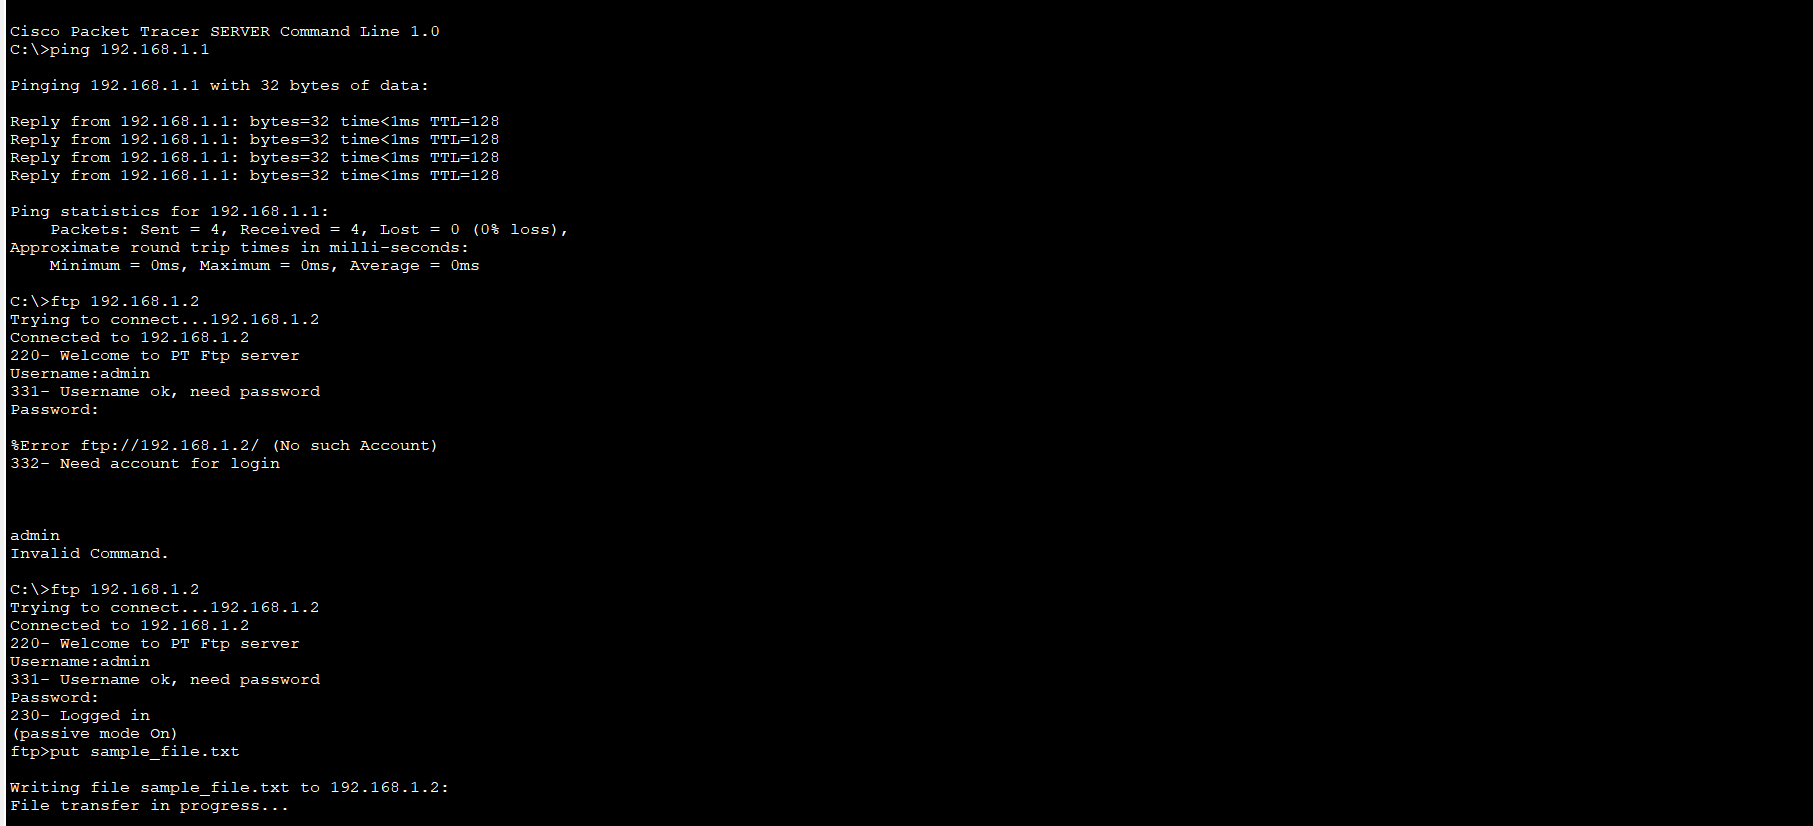 Cisco Packet Tracer SERVER Command Line 1.0
C:\>ping 192.168.1.1
Pinging 192.168.1.1 with 32 bytes of data:
Reply from 192.168.1.1: bytes=32 time<1ms TTL=128
Reply from 192.168.1.1: bytes=32 time<1ms TTL=128
Reply from 192.168.1.1: bytes=32 time<1ms TTL=128
Reply from 192.168.1.1: bytes=32 time<1ms TTL=128
Ping statistics for 192.168.1.1:
    Packets: Sent = 4, Received = 4, Lost = 0 (0% loss),
Approximate round trip times in milli-seconds:
    Minimum = 0ms, Maximum = 0ms, Average = 0ms
C:\>ftp 192.168.1.2
Trying to connect...192.168.1.2
Connected to 192.168.1.2
220- Welcome to PT Ftp server
Username:admin
331- Username ok, need password
Password:
%Error ftp://192.168.1.2/ (No such Account)
332- Need account for login
admin
Invalid Command.
C:\>ftp 192.168.1.2
Trying to connect...192.168.1.2
Connected to 192.168.1.2
220- Welcome to PT Ftp server
Username:admin
331- Username ok, need password
Password:
230- Logged in
(passive mode On)
ftp>put sample_file.txt
Writing file sample_file.txt to 192.168.1.2:
File transfer in progress...